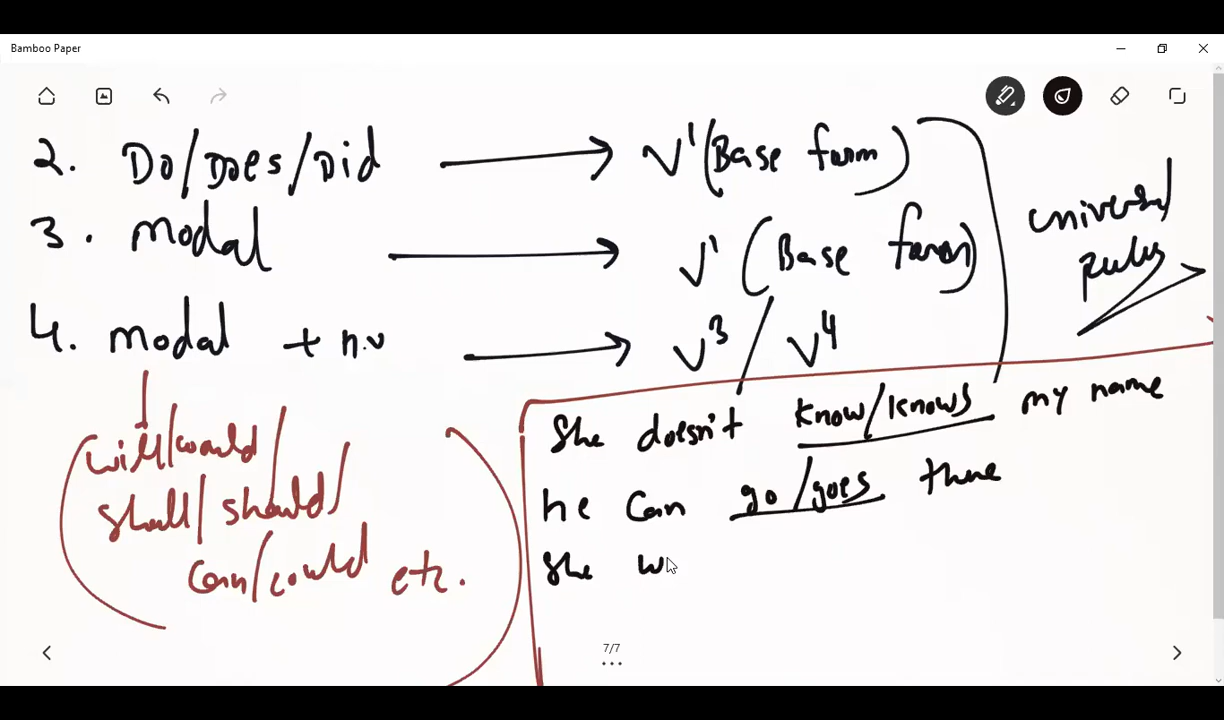 Bamboo Paper
2. Do/Does/Did → V¹ (Base form)
3. Modal → V¹ (Base form)
universal rules
4. modal + h.v → V³ / V⁴
will/would/
shall/should/
can/could etc.
She doesn't know/knows my name
he Can go/goes there
She w
7/7